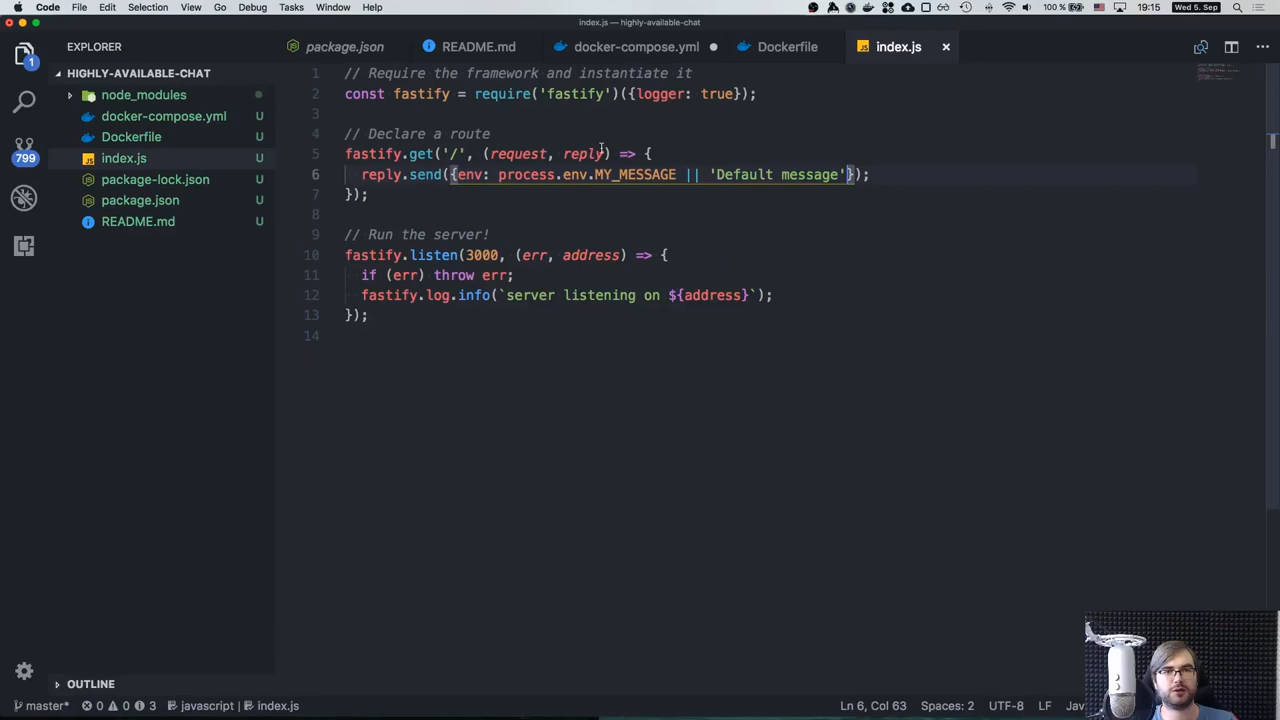 Code File Edit Selection View Go Debug Tasks Window Help 100 % 19:15 Wed 5. Sep
index.js — highly-available-chat
EXPLORER
package.json README.md docker-compose.yml Dockerfile index.js
1
HIGHLY-AVAILABLE-CHAT
node_modules
docker-compose.yml U
Dockerfile U
799
index.js U
package-lock.json U
package.json U
README.md U
1 // Require the framework and instantiate it
2 const fastify = require('fastify')({logger: true});
3
4 // Declare a route
5 fastify.get('/', (request, reply) => {
6 reply.send({env: process.env.MY_MESSAGE || 'Default message'});
7 });
8
9 // Run the server!
10 fastify.listen(3000, (err, address) => {
11 if (err) throw err;
12 fastify.log.info(`server listening on ${address}`);
13 });
14
OUTLINE
master* 0 0 3 javascript index.js Ln 6, Col 63 Spaces: 2 UTF-8 LF